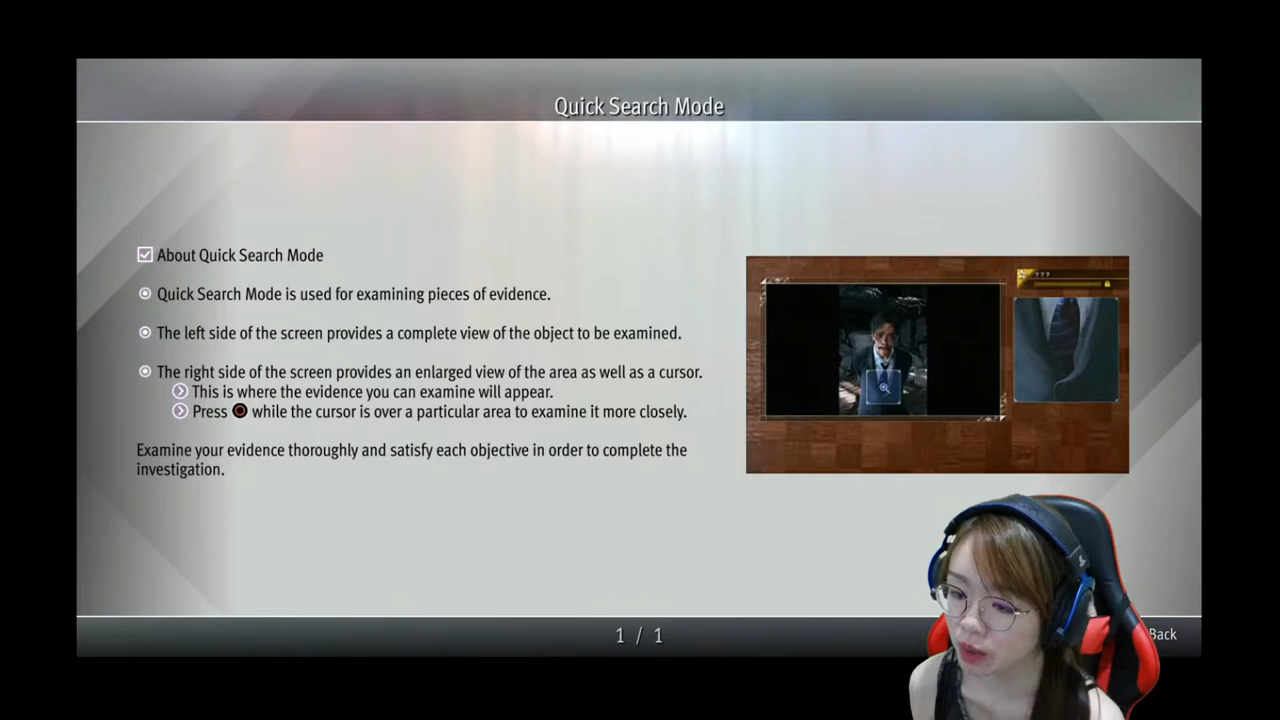 Quick Search Mode
About Quick Search Mode
Quick Search Mode is used for examining pieces of evidence.
The left side of the screen provides a complete view of the object to be examined.
The right side of the screen provides an enlarged view of the area as well as a cursor.
This is where the evidence you can examine will appear.
Press while the cursor is over a particular area to examine it more closely.
Examine your evidence thoroughly and satisfy each objective in order to complete the
investigation.
???
1 / 1
Back